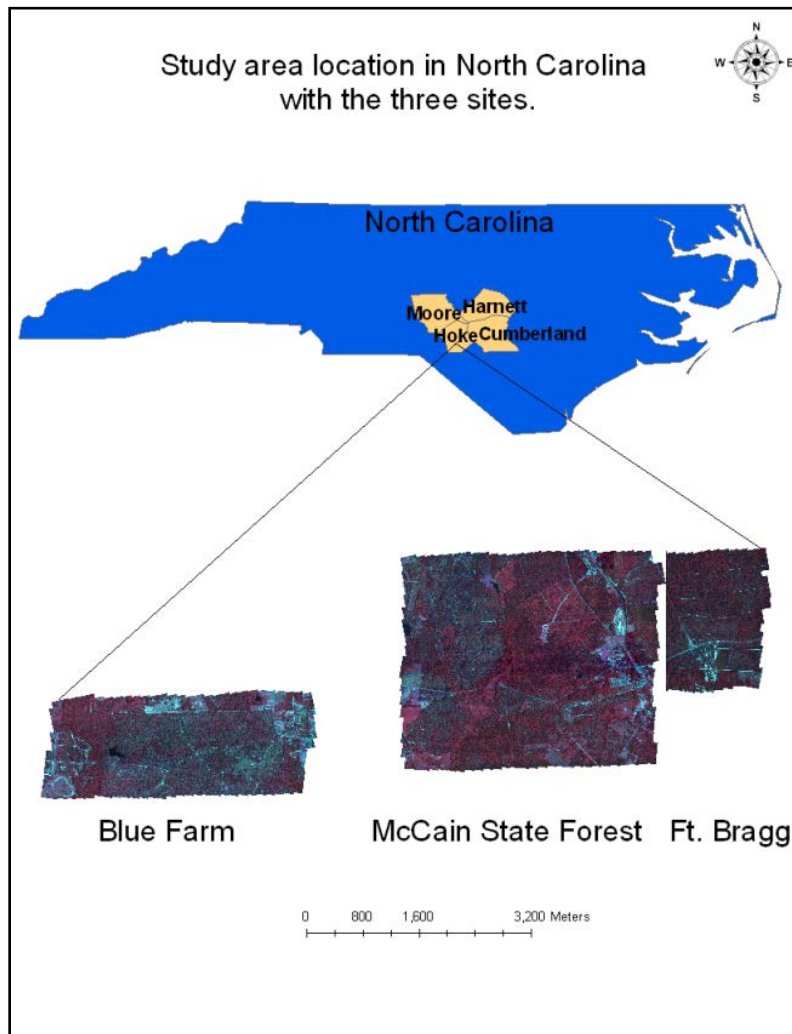 N
W E
S
Study area location in North Carolina
with the three sites.
North Carolina
Moore Harnett
Hoke Cumberland
Blue Farm McCain State Forest Ft. Bragg
0 800 1,600 3,200 Meters